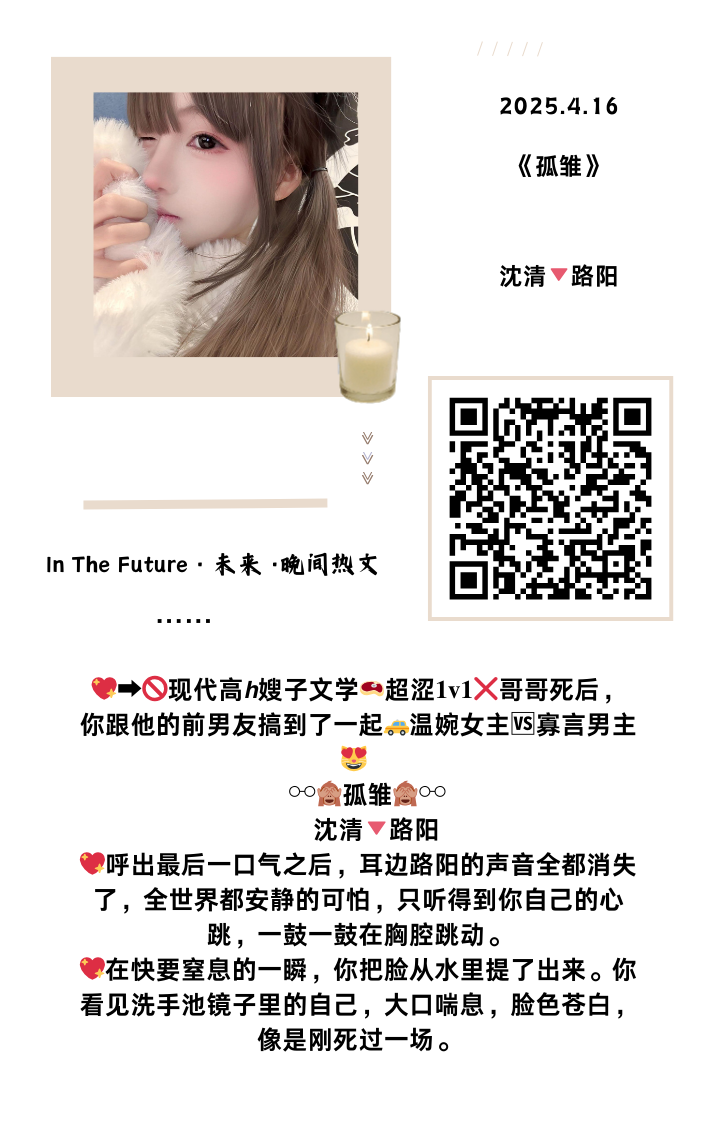 / / / / /
2025.4.16
《孤雏》
沈清🔻路阳
In The Future · 未来 ·晚间热文
······
💖➡🚫现代高h嫂子文学🥩超涩1v1❌哥哥死后，
你跟他的前男友搞到了一起🚕温婉女主🆚寡言男主
😻
○-○🙈孤雏🙈○-○
沈清🔻路阳
💖呼出最后一口气之后，耳边路阳的声音全都消失
了，全世界都安静的可怕，只听得到你自己的心
跳，一鼓一鼓在胸腔跳动。
💖在快要窒息的一瞬，你把脸从水里提了出来。你
看见洗手池镜子里的自己，大口喘息，脸色苍白，
像是刚死过一场。